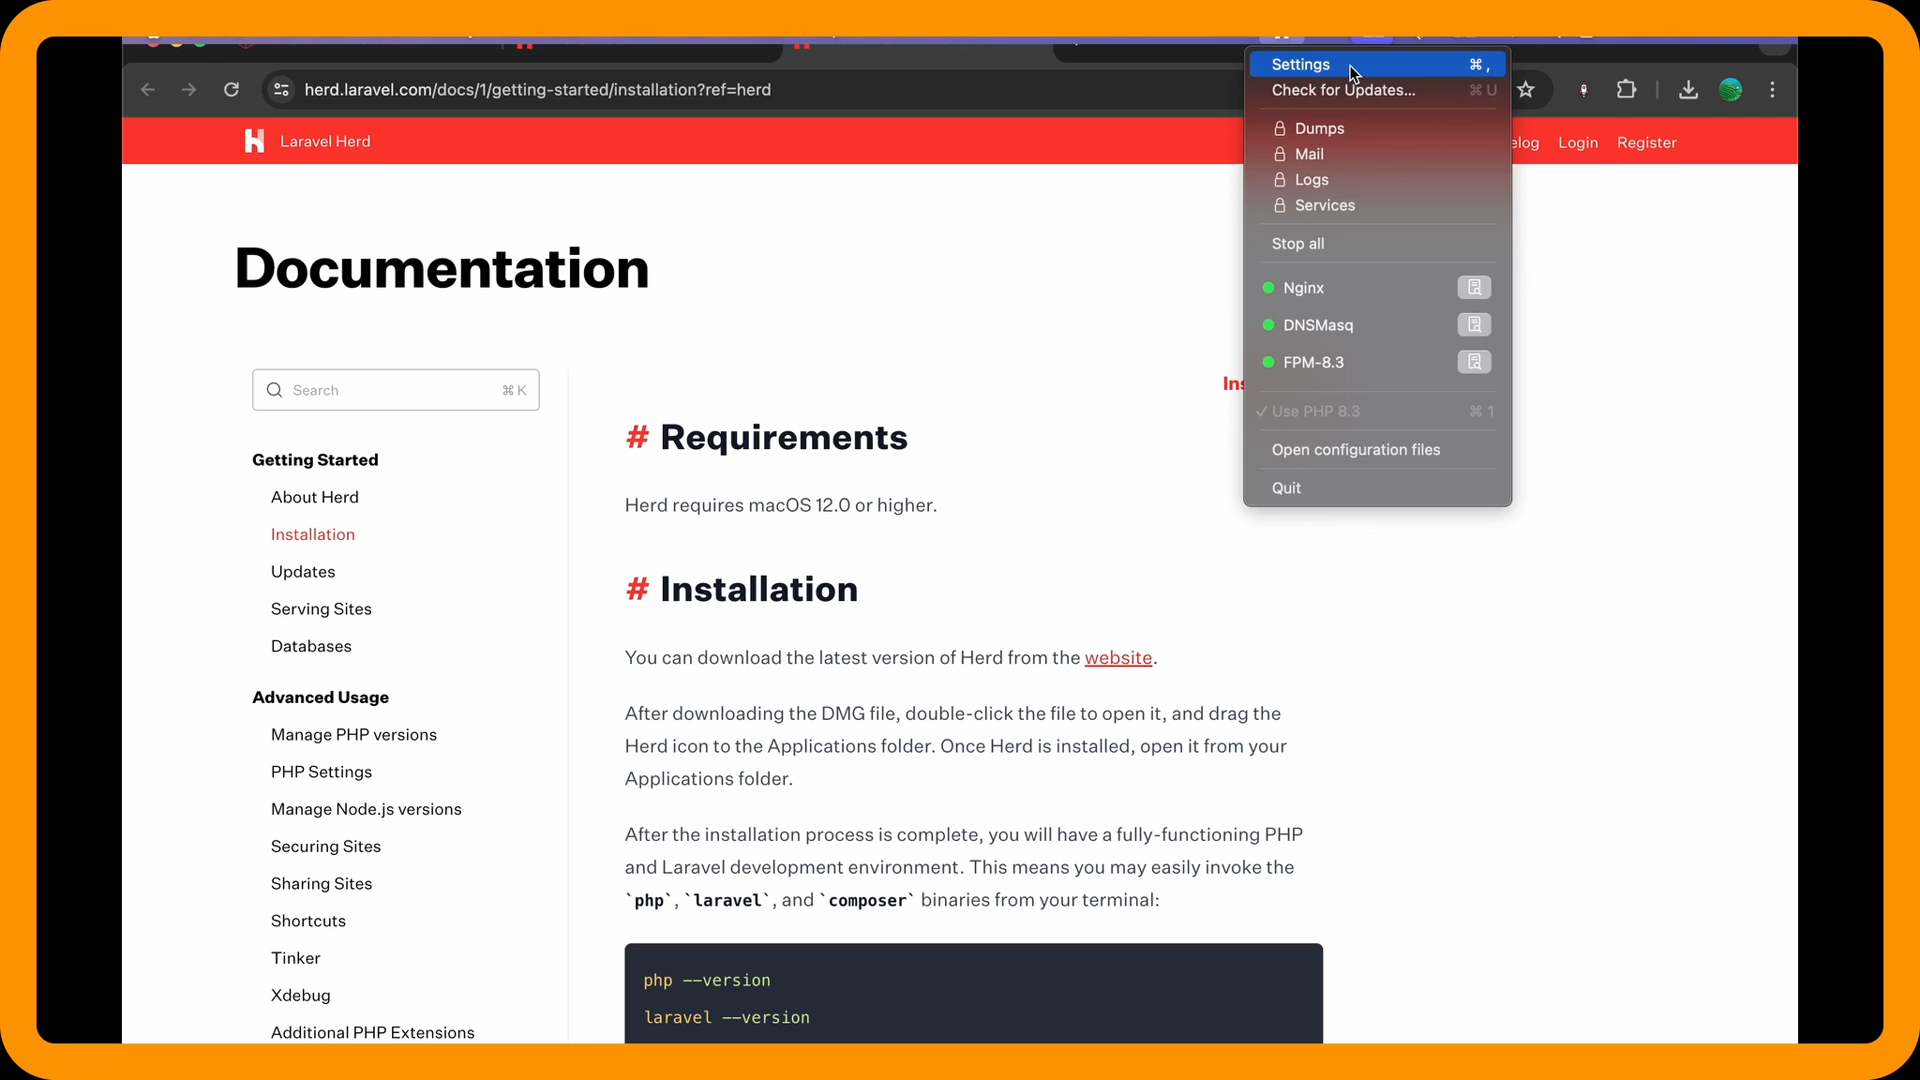 herd.laravel.com/docs/1/getting-started/installation?ref=herd
Laravel Herd
elog Login Register
Settings ⌘ ,
Check for Updates... ⌘ U
Dumps
Mail
Logs
Services
Stop all
Nginx
DNSMasq
FPM-8.3
✓ Use PHP 8.3 ⌘ 1
Open configuration files
Quit
Documentation
Search ⌘ K
Getting Started
About Herd
Installation
Updates
Serving Sites
Databases
Advanced Usage
Manage PHP versions
PHP Settings
Manage Node.js versions
Securing Sites
Sharing Sites
Shortcuts
Tinker
Xdebug
Additional PHP Extensions
Ins
# Requirements
Herd requires macOS 12.0 or higher.
# Installation
You can download the latest version of Herd from the website.
After downloading the DMG file, double-click the file to open it, and drag the
Herd icon to the Applications folder. Once Herd is installed, open it from your
Applications folder.
After the installation process is complete, you will have a fully-functioning PHP
and Laravel development environment. This means you may easily invoke the
`php`, `laravel`, and `composer` binaries from your terminal:
php --version
laravel --version